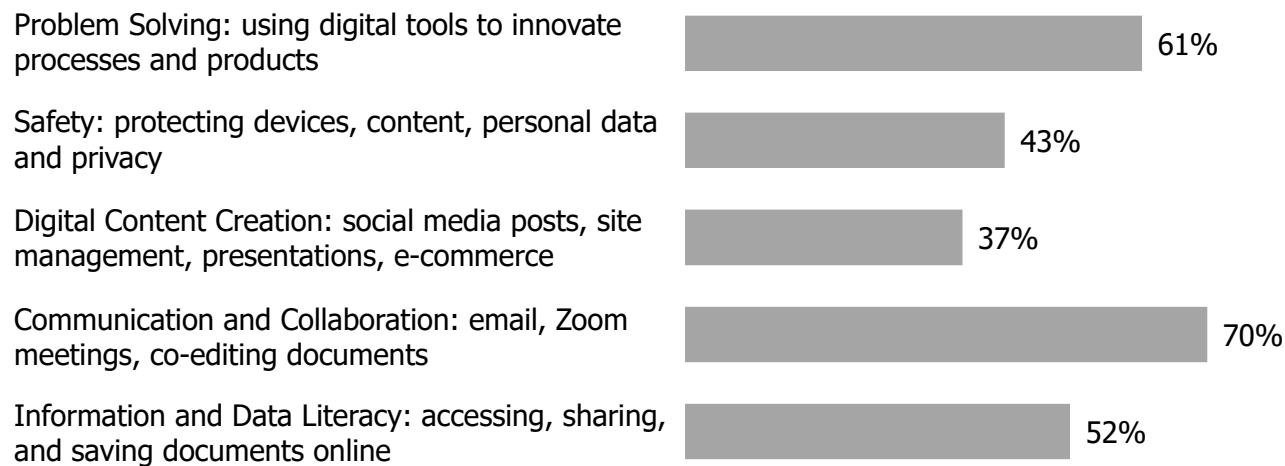 Problem Solving: using digital tools to innovate
processes and products
61%
Safety: protecting devices, content, personal data
and privacy
43%
Digital Content Creation: social media posts, site
management, presentations, e-commerce
37%
Communication and Collaboration: email, Zoom
meetings, co-editing documents
70%
Information and Data Literacy: accessing, sharing,
and saving documents online
52%